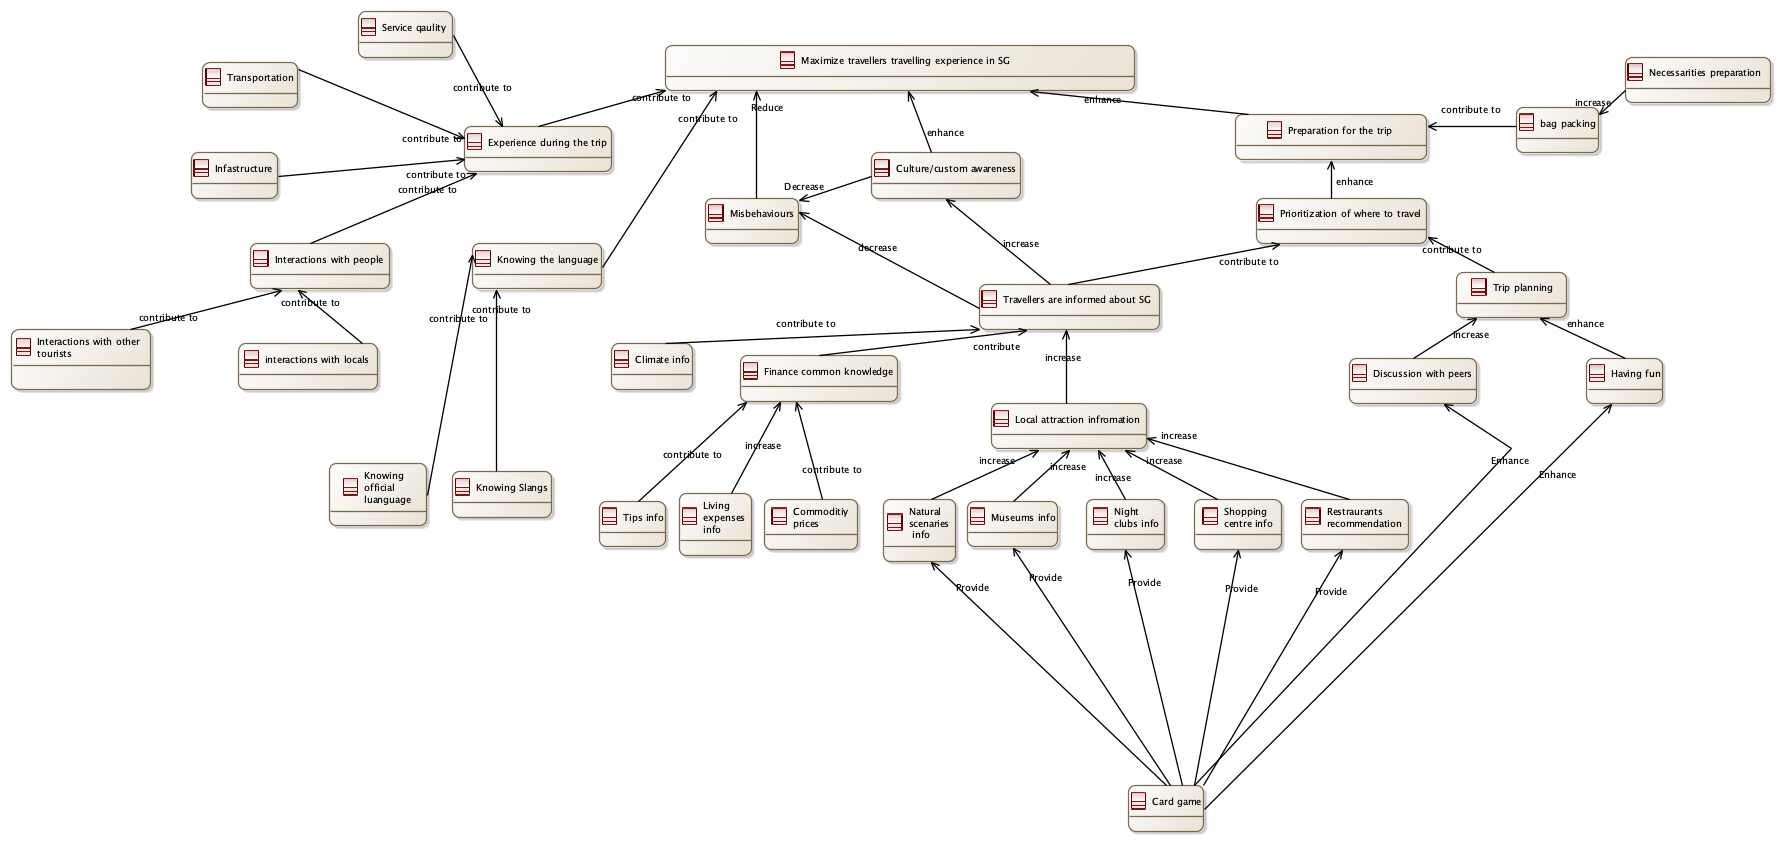 Service qaulity
Maximize travellers travelling experience in SG
Transportation
Necessarities preparation
contribute to
contribute to
Reduce
contribute to
enhance
contribute to
increase
bag packing
Experience during the trip
contribute to
enhance
Preparation for the trip
Infastructure
contribute to
contribute to
Culture/custom awareness
Decrease
enhance
Misbehaviours
Prioritization of where to travel
Interactions with people
Knowing the language
decrease
increase
contribute to
contribute to
Travellers are informed about SG
Trip planning
contribute to
contribute to
contribute to
contribute to
contribute to
contribute
increase
increase
enhance
Interactions with other
tourists
interactions with locals
Climate info
Finance common knowledge
Discussion with peers
Having fun
Local attraction infromation
contribute to
increase
contribute to
increase
increase
increase
increase
increase
Enhance
Enhance
Knowing
official
luanguage
Knowing Slangs
Tips info
Living
expenses
info
Commoditiy
prices
Natural
scenaries
info
Museums info
Night
clubs info
Shopping
centre info
Restraurants
recommendation
Provide
Provide
Provide
Provide
Provide
Card game